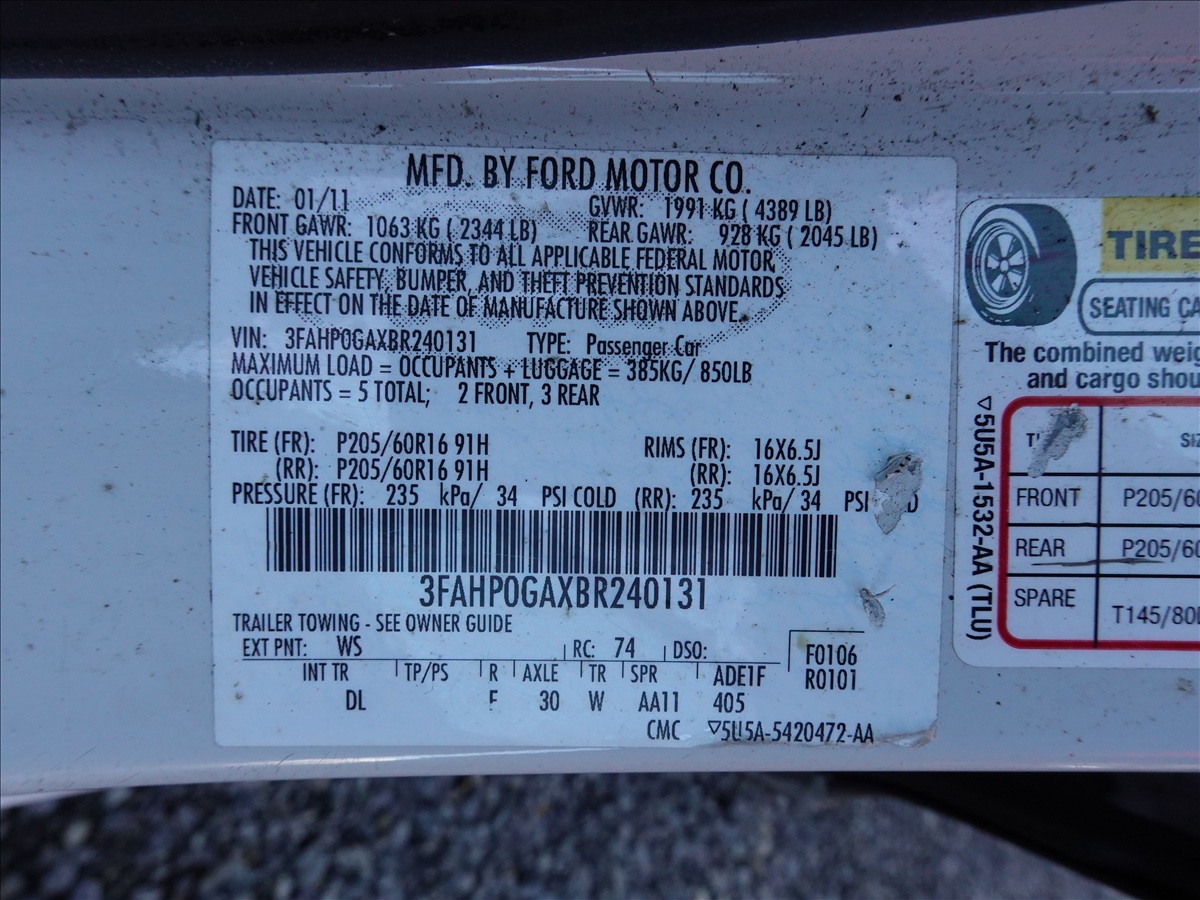 MFD. BY FORD MOTOR CO.
DATE: 01/11 GVWR: 1991 KG ( 4389 LB)
FRONT GAWR: 1063 KG ( 2344 LB) REAR GAWR: 928 KG ( 2045 LB)
THIS VEHICLE CONFORMS TO ALL APPLICABLE FEDERAL MOTOR
VEHICLE SAFETY, BUMPER, AND THEFT PREVENTION STANDARDS
IN EFFECT ON THE DATE OF MANUFACTURE SHOWN ABOVE.
VIN: 3FAHP0GAXBR240131 TYPE: Passenger Car
MAXIMUM LOAD = OCCUPANTS + LUGGAGE = 385KG/ 850LB
OCCUPANTS = 5 TOTAL; 2 FRONT, 3 REAR
TIRE (FR): P205/60R16 91H RIMS (FR): 16X6.5J
(RR): P205/60R16 91H (RR): 16X6.5J
PRESSURE (FR): 235 kPa/ 34 PSI COLD (RR): 235 kPa/ 34 PSI
3FAHP0GAXBR240131
TRAILER TOWING - SEE OWNER GUIDE
EXT PNT: WS RC: 74 DSO: F0106
INT TR TP/PS R AXLE TR SPR ADE1F R0101
DL F 30 W AA11 405
CMC ▽5U5A-5420472-AA
TIRE
SEATING
The combined
and cargo
▽5U5A-1532-AA (TLU)
FRONT P205/6
REAR P205/60
SPARE T145/80